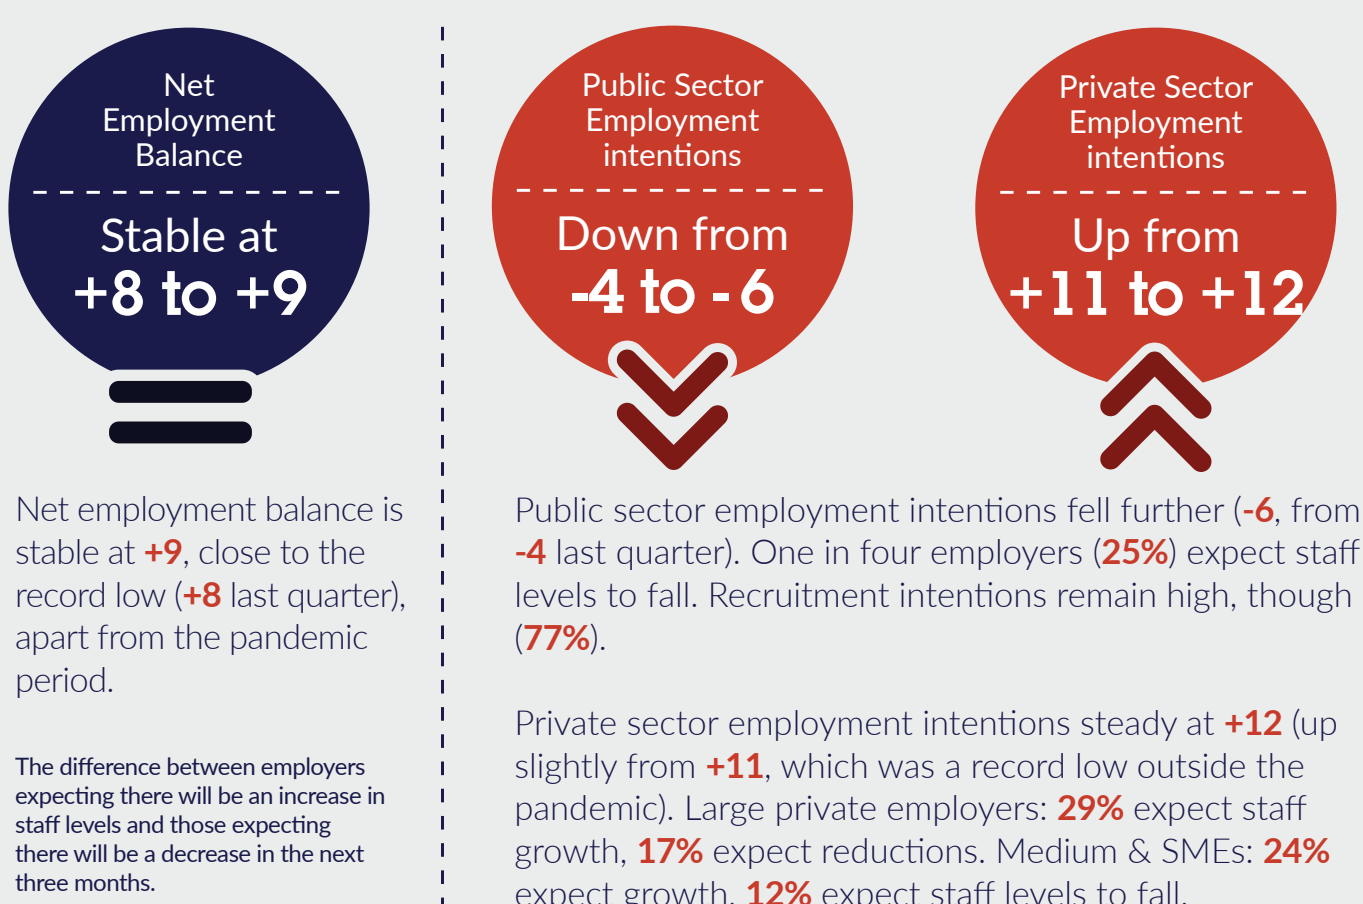 Net
Employment
Balance
Stable at
+8 to +9
Public Sector
Employment
intentions
Down from
-4 to - 6
Private Sector
Employment
intentions
Up from
+11 to +12
Net employment balance is
stable at +9, close to the
record low (+8 last quarter),
apart from the pandemic
period.
The difference between employers
expecting there will be an increase in
staff levels and those expecting
there will be a decrease in the next
three months.
Public sector employment intentions fell further (-6, from
-4 last quarter). One in four employers (25%) expect staff
levels to fall. Recruitment intentions remain high, though
(77%).
Private sector employment intentions steady at +12 (up
slightly from +11, which was a record low outside the
pandemic). Large private employers: 29% expect staff
growth, 17% expect reductions. Medium & SMEs: 24%
expect growth, 12% expect staff levels to fall.